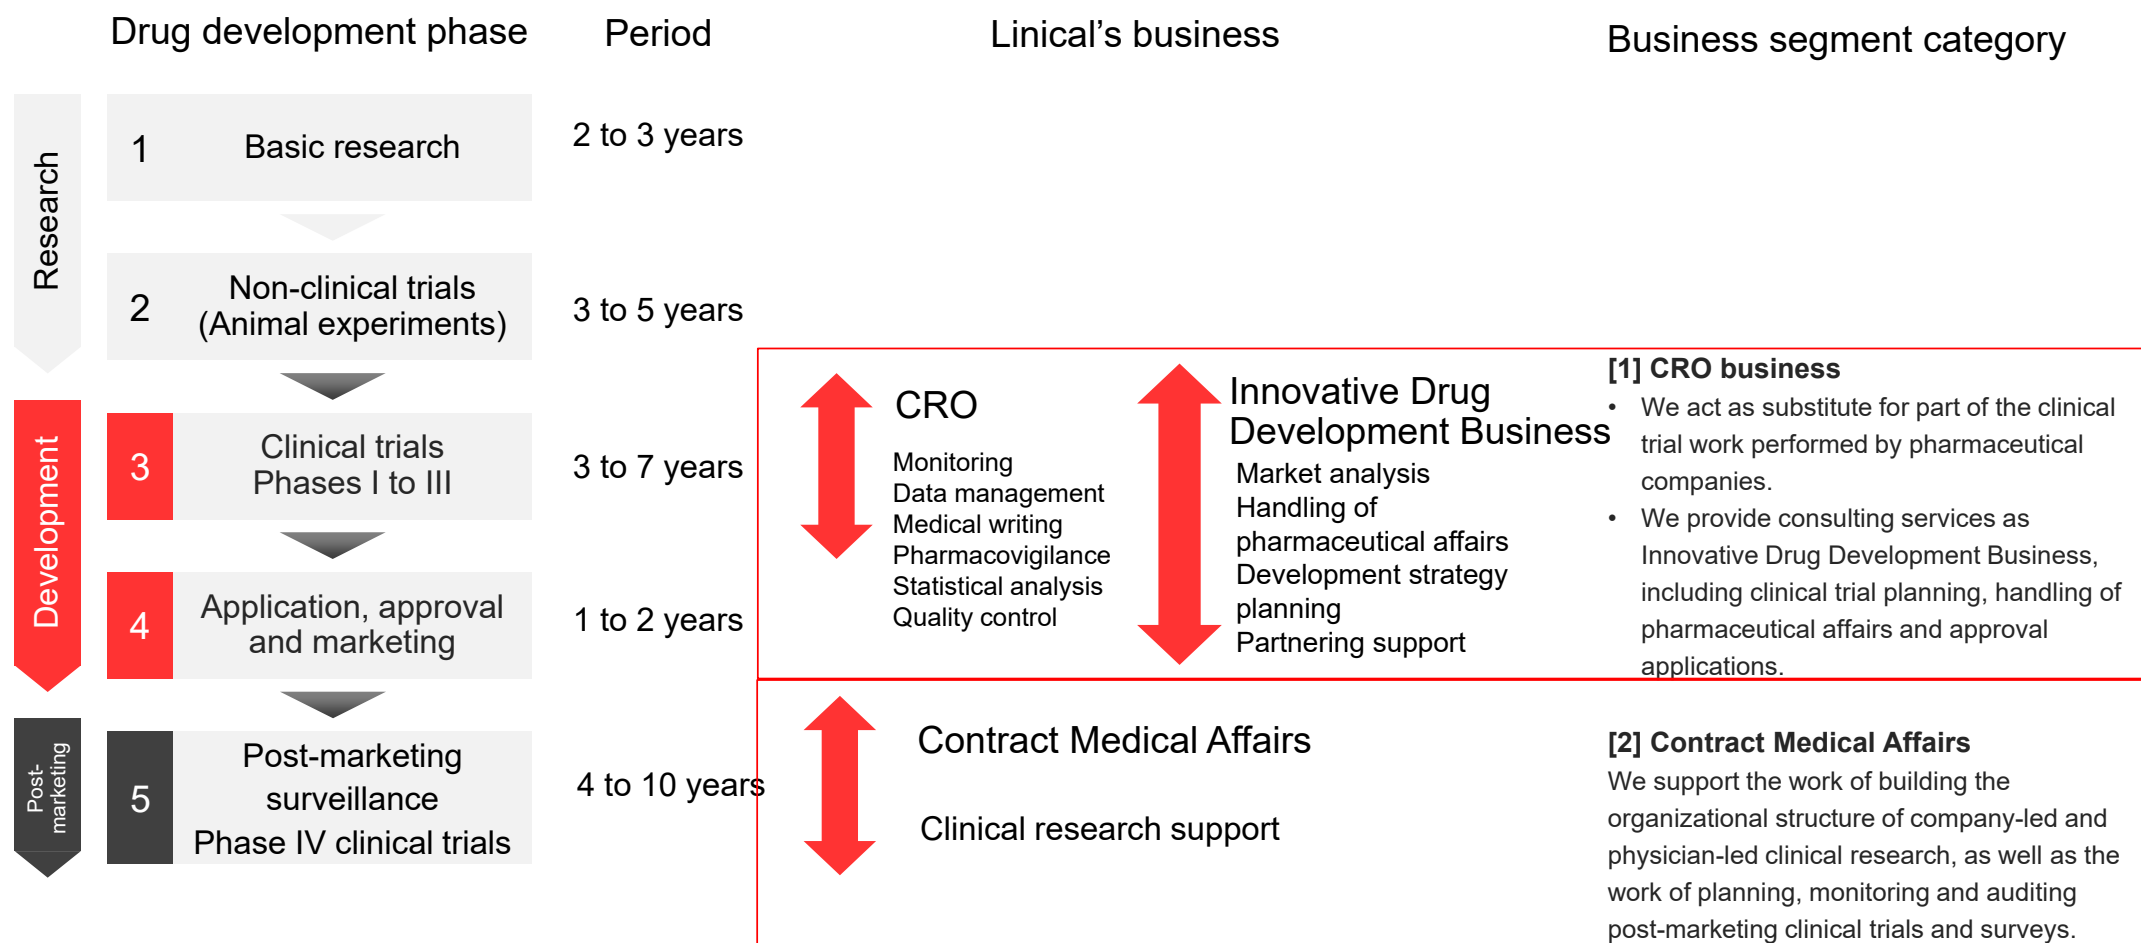 Drug development phase
Period
Linical's business
Business segment category
Research
1
Basic research
2 to 3 years
2
Non-clinical trials
(Animal experiments)
3 to 5 years
Development
3
Clinical trials
Phases I to III
3 to 7 years
4
Application, approval
and marketing
1 to 2 years
CRO
Monitoring
Data management
Medical writing
Pharmacovigilance
Statistical analysis
Quality control
Innovative Drug
Development Business
Market analysis
Handling of
pharmaceutical affairs
Development strategy
planning
Partnering support
[1] CRO business
• We act as substitute for part of the clinical
trial work performed by pharmaceutical
companies.
• We provide consulting services as
Innovative Drug Development Business,
including clinical trial planning, handling of
pharmaceutical affairs and approval
applications.
Post-
marketing
5
Post-marketing
surveillance
Phase IV clinical trials
4 to 10 years
Contract Medical Affairs
Clinical research support
[2] Contract Medical Affairs
We support the work of building the
organizational structure of company-led and
physician-led clinical research, as well as the
work of planning, monitoring and auditing
post-marketing clinical trials and surveys.